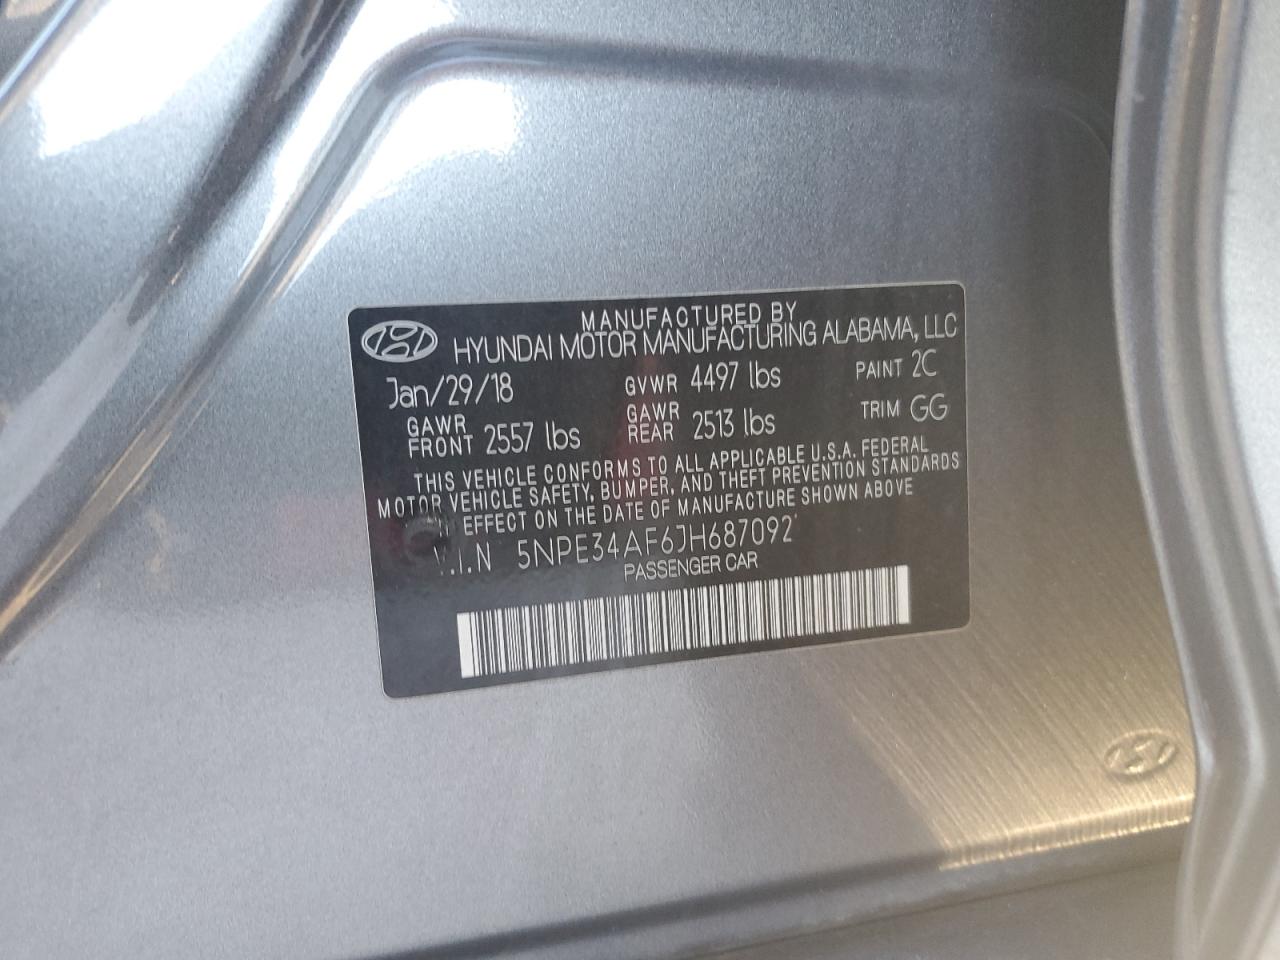 MANUFACTURED BY
HYUNDAI MOTOR MANUFACTURING ALABAMA, LLC
Jan/29/18 GVWR 4497 lbs PAINT 2C
GAWR FRONT 2557 lbs GAWR REAR 2513 lbs TRIM GG
THIS VEHICLE CONFORMS TO ALL APPLICABLE U.S.A. FEDERAL
MOTOR VEHICLE SAFETY, BUMPER, AND THEFT PREVENTION STANDARDS
EFFECT ON THE DATE OF MANUFACTURE SHOWN ABOVE
V.I.N 5NPE34AF6JH687092
PASSENGER CAR